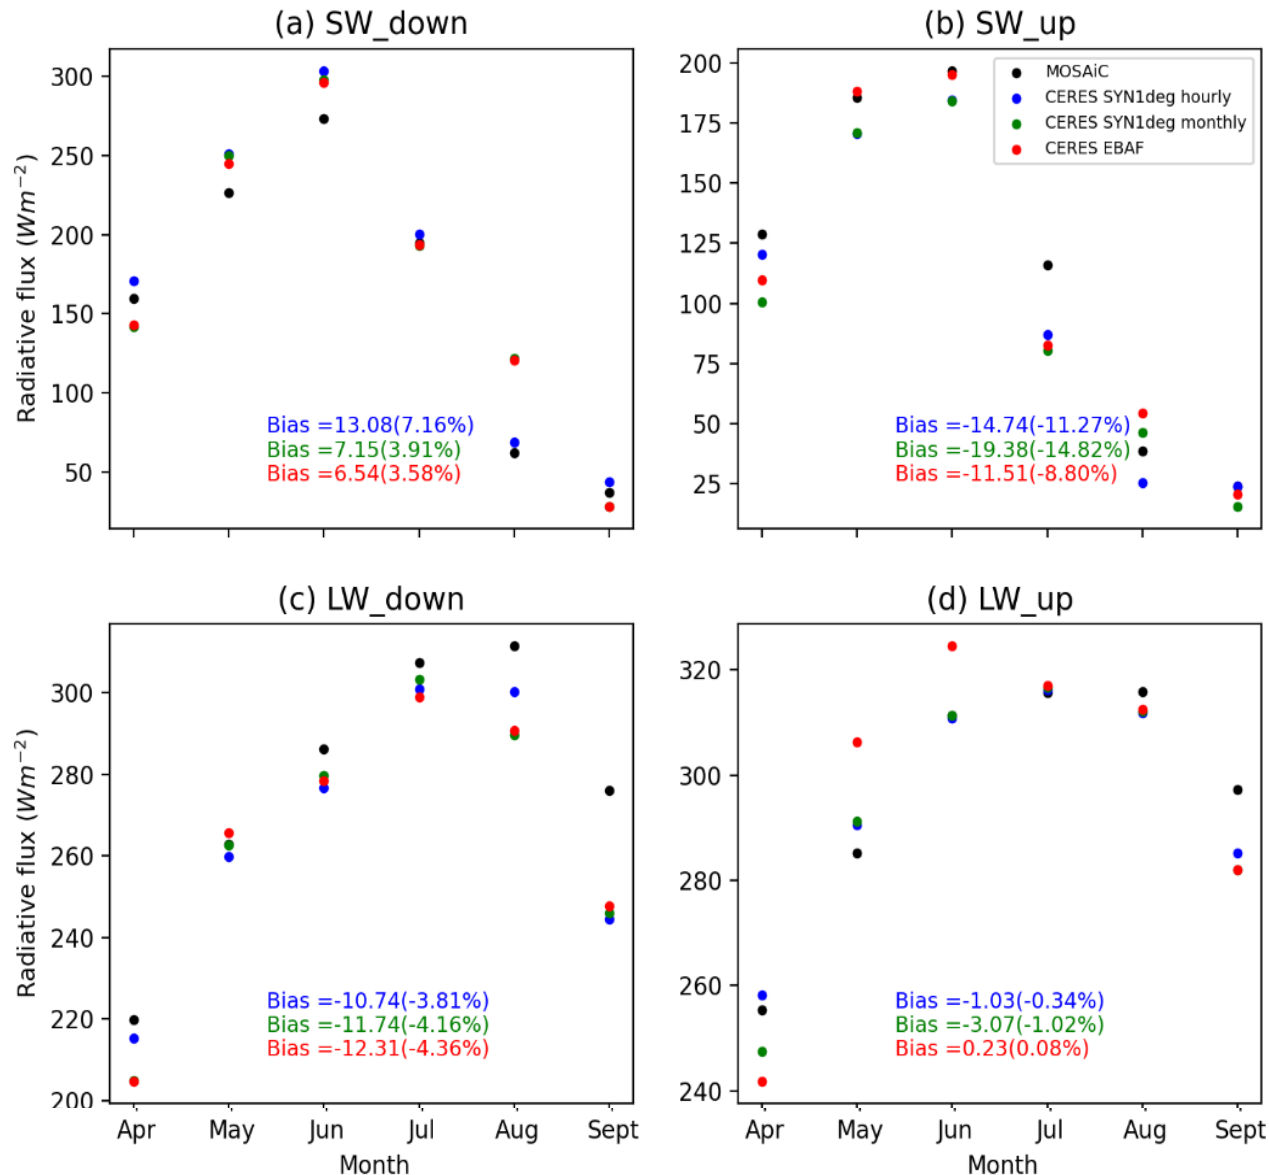 (a) SW_down
Radiative flux (Wm⁻²)
300
250
200
150
100
50
Bias =13.08(7.16%)
Bias =7.15(3.91%)
Bias =6.54(3.58%)
(b) SW_up
200
175
150
125
100
75
50
25
MOSAiC
CERES SYN1deg hourly
CERES SYN1deg monthly
CERES EBAF
Bias =-14.74(-11.27%)
Bias =-19.38(-14.82%)
Bias =-11.51(-8.80%)
(c) LW_down
Radiative flux (Wm⁻²)
300
280
260
240
220
200
Bias =-10.74(-3.81%)
Bias =-11.74(-4.16%)
Bias =-12.31(-4.36%)
Apr May Jun Jul Aug Sept
Month
(d) LW_up
320
300
280
260
240
Bias =-1.03(-0.34%)
Bias =-3.07(-1.02%)
Bias =0.23(0.08%)
Apr May Jun Jul Aug Sept
Month